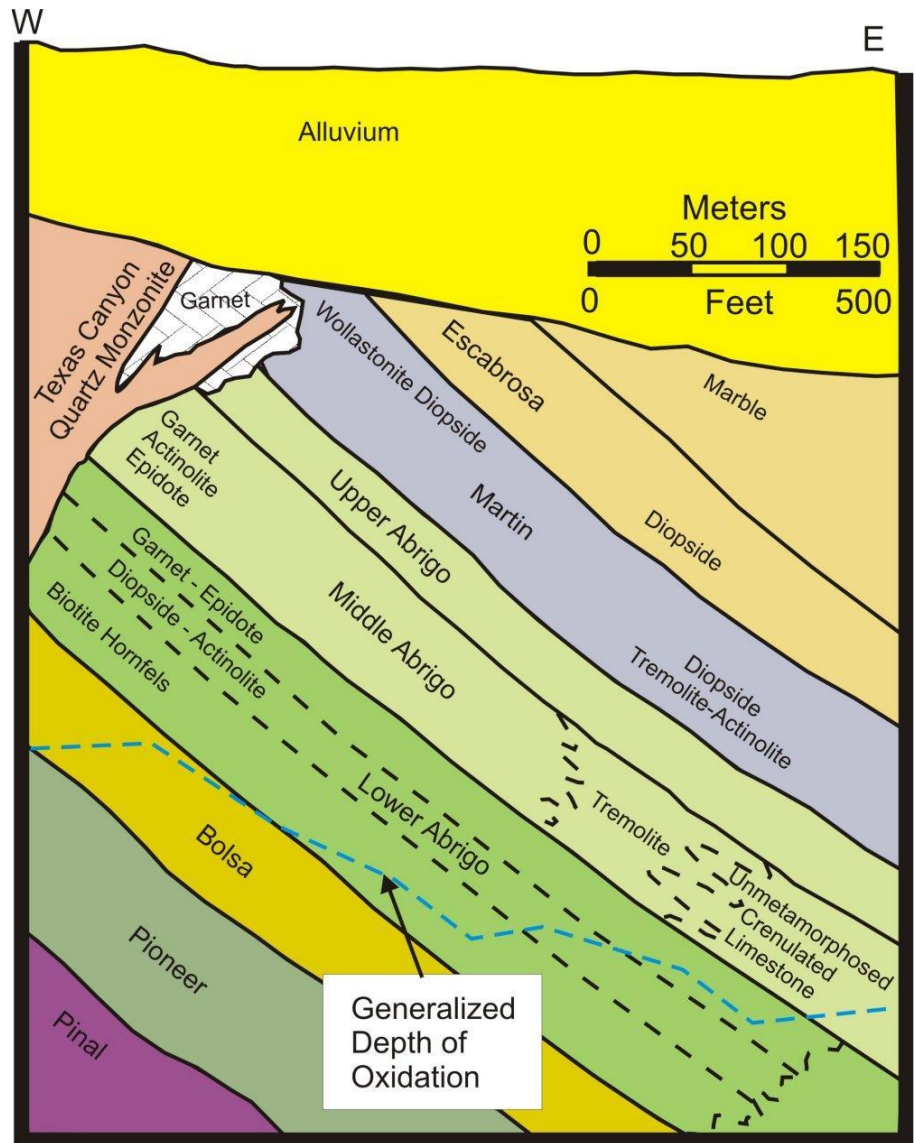 W
E
Alluvium
Meters
0 50 100 150
0 500
Feet
Texas Canyon
Quartz Monzonite
Garnet
Wollastonite Diopside
Escabrosa
Marble
Garnet
Actinolite
Epidote
Upper Abrigo
Martin
Diopside
Garnet - Epidote
Diopside - Actinolite
Biotite Hornfels
Middle Abrigo
Diopside
Tremolite-Actinolite
Lower Abrigo
Tremolite
Unmetamorphosed
Crenulated
Limestone
Bolsa
Pioneer
Pinal
Generalized
Depth of
Oxidation